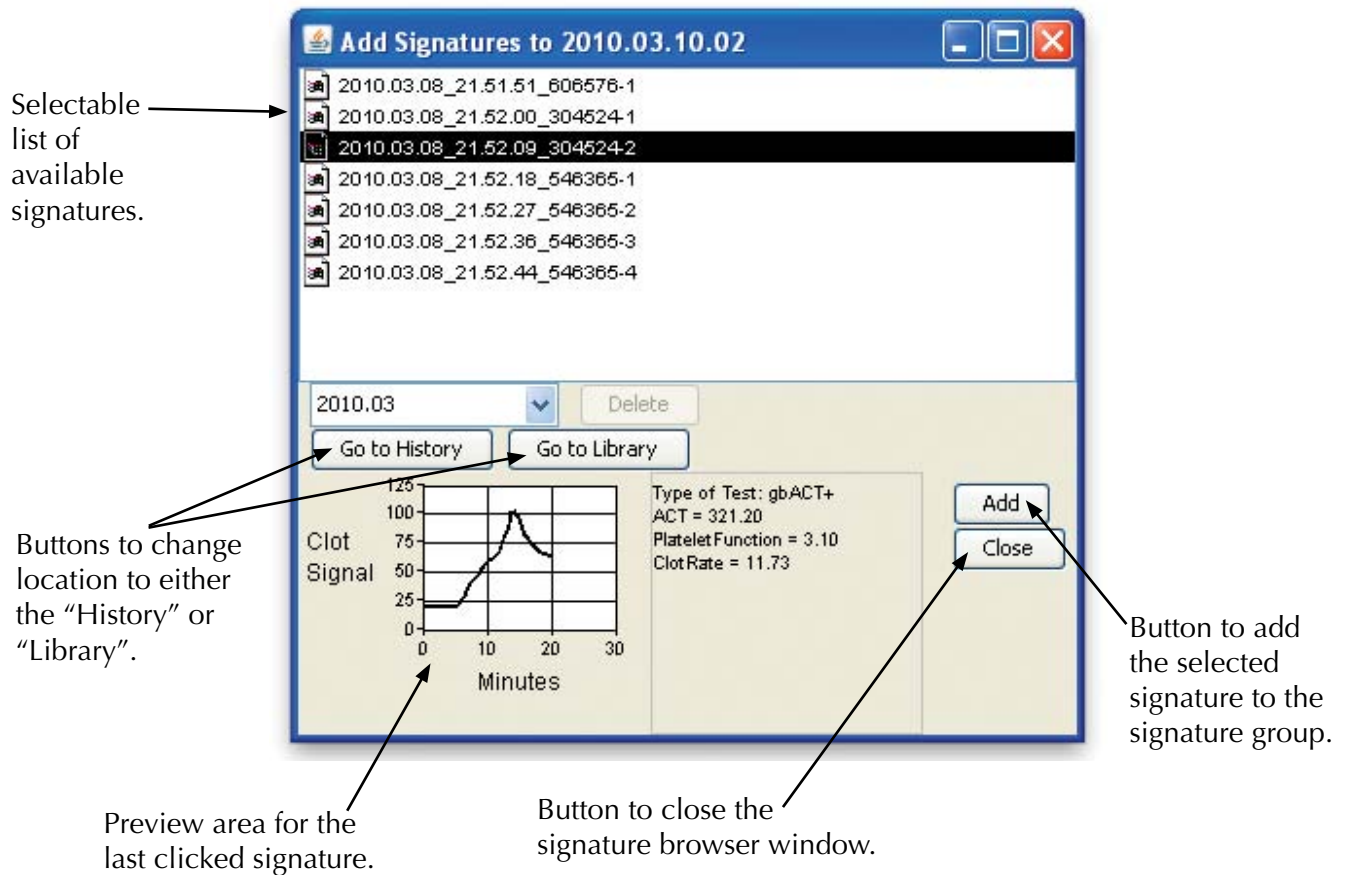 Add Signatures to 2010.03.10.02
Selectable
list of
available
signatures.
2010.03.08_21.51.51_606576-1
2010.03.08_21.52.00_304524-1
2010.03.08_21.52.09_304524-2
2010.03.08_21.52.18_546365-1
2010.03.08_21.52.27_546365-2
2010.03.08_21.52.36_546365-3
2010.03.08_21.52.44_546365-4
2010.03
Delete
Go to History
Go to Library
Buttons to change
location to either
the “History” or
“Library”.
Clot
Signal
125
100
75
50
25
0
0 10 20 30
Minutes
Type of Test: gbACT+
ACT = 321.20
Platelet Function = 3.10
Clot Rate = 11.73
Add
Close
Button to add
the selected
signature to the
signature group.
Preview area for the
last clicked signature.
Button to close the
signature browser window.